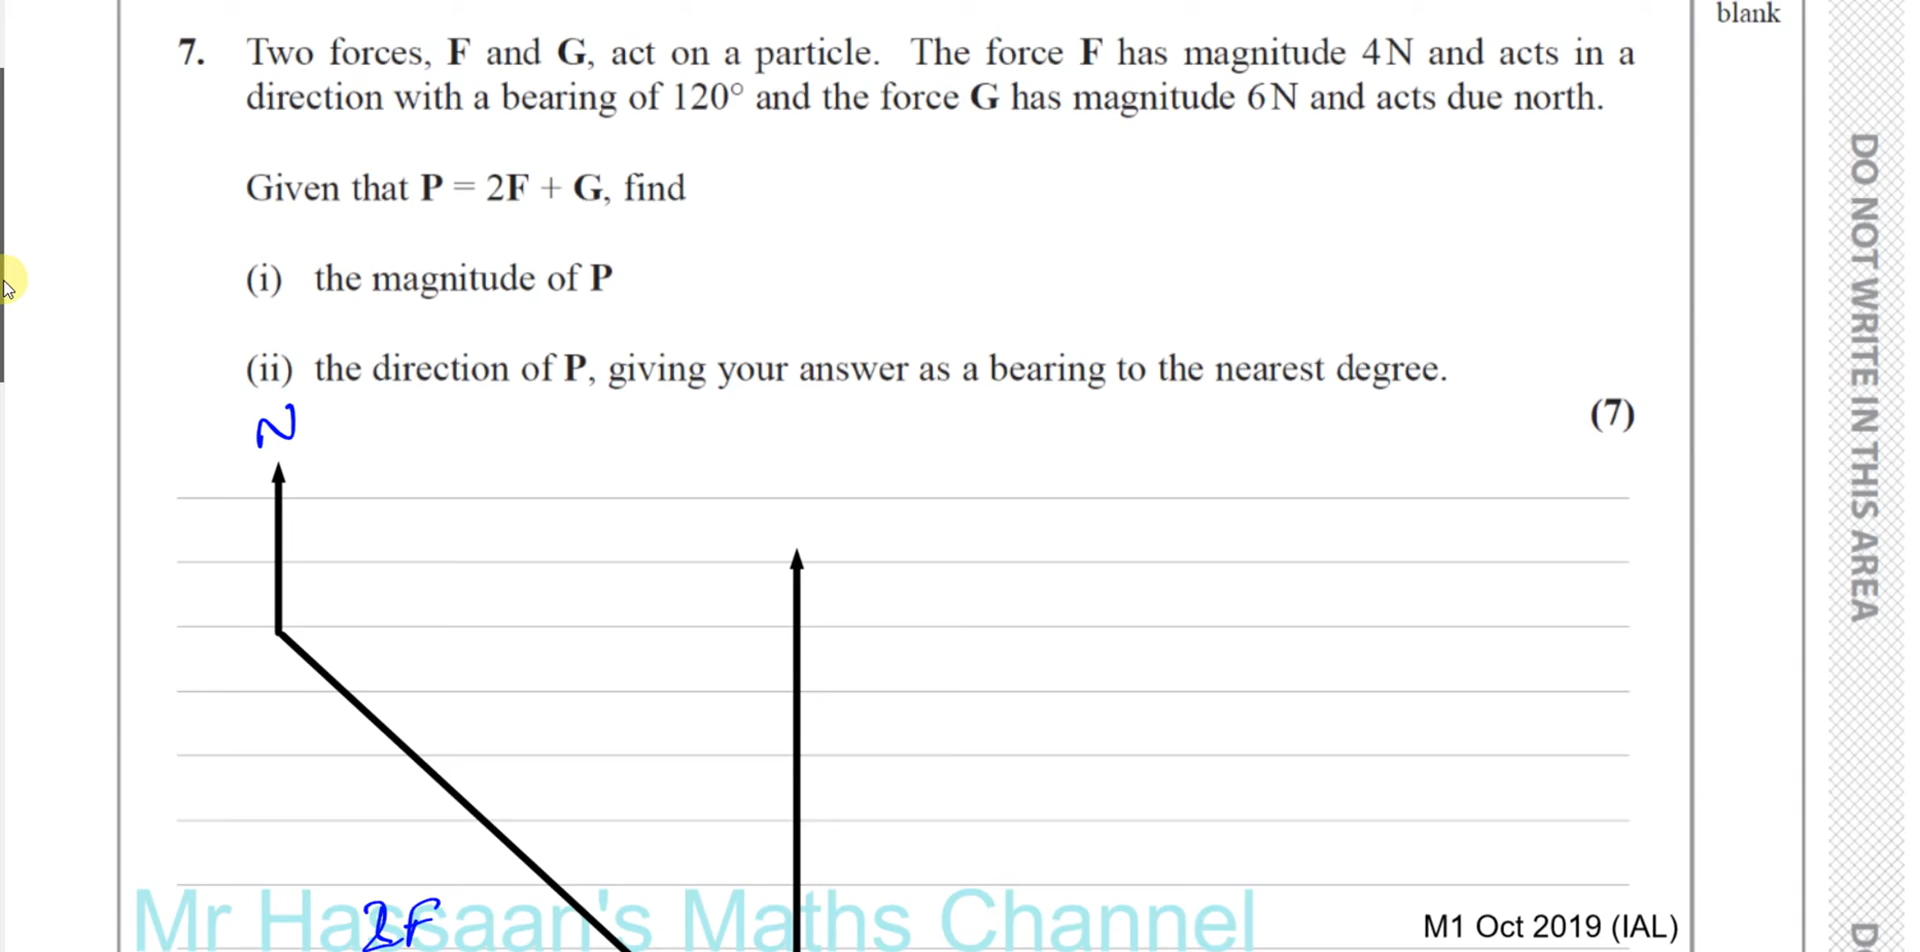 blank
7. Two forces, F and G, act on a particle. The force F has magnitude 4 N and acts in a
direction with a bearing of 120° and the force G has magnitude 6 N and acts due north.
Given that P = 2F + G, find
(i) the magnitude of P
(ii) the direction of P, giving your answer as a bearing to the nearest degree.
(7)
N
2F
Mr Hassaan's Maths Channel
M1 Oct 2019 (IAL)
DO NOT WRITE IN THIS AREA